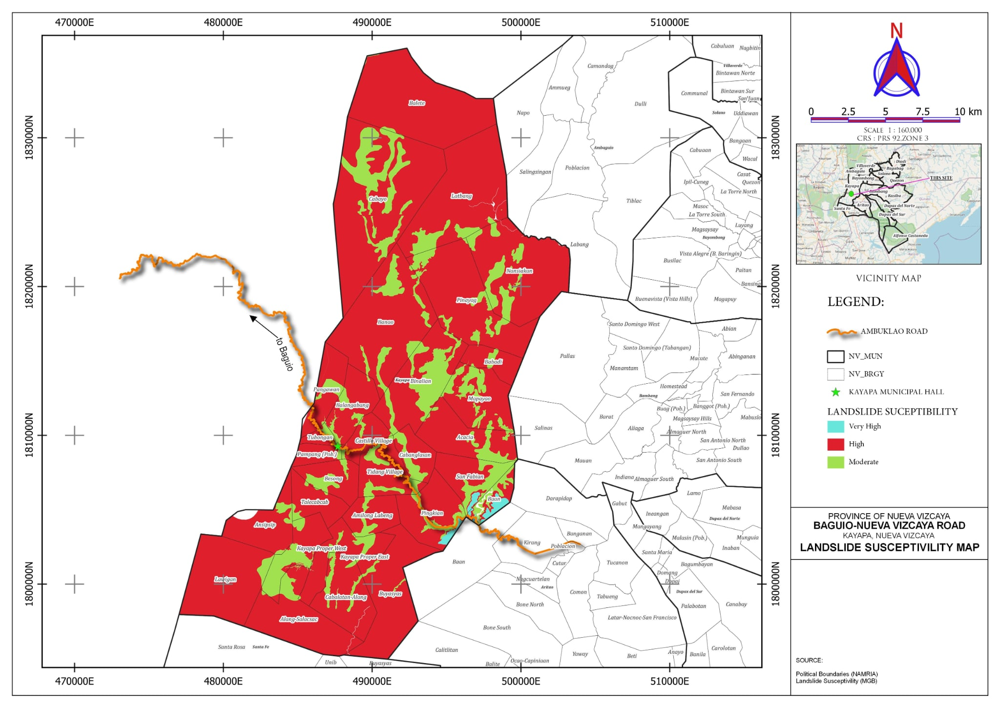 470000E 480000E 490000E 500000E 510000E
1830000N
1820000N
1810000N
1800000N
1830000N
1820000N
1810000N
1800000N
470000E 480000E 490000E 500000E 510000E
Cabuluan
Nagbitin
Camandag
Villaverde
Bintawan Norte
Ammueg
Communal
Bintawan Sur
San Juan
Balete
Dulli
Napo
Solano
Uddiawan
Bangaan
Ambaguio
Cabuaan
Wacal
Salingsingan
Poblacion
Casat
Quezon
Ipil-Cuneg
La Torre North
Cabayo
Latbang
Tiblac
Masoc
La Torre South
Luyang
Magsaysay
Bayombong
Labang
Vista Alegre (B. Baringin)
Busilac
Nansiakan
Paitan
Bansing
Pinayag
Buenavista (Vista Hills)
Magapuy
Banao
Santo Domingo West
Abian
to Baguio
Santo Domingo (Tabangan)
Pallas
Macate
Abinganan
Babadi
Manamtam
Kayapa
Binalian
Pangawan
Homestead
San Fernando
Bambang
Mapayao
Balangabang
Buag (Pob.)
Banggot (Pob.)
Barat
Magsaysay Hills
Mabuslo
Salinas
Aliaga
Almaguer North
Tubongan
Castillo Village
Acacia
San Antonio North
Dullao
Pampang (Pob.)
Cabanglasan
Mauan
San Antonio South
Tidang Village
San Fabian
Indiana
Almaguer South
Besong
Lamo
Talecabcab
Baan
Darapidap
Gabut
Mabasa
Pingkian
Amilong Labeng
Ineangan
Dupax del Norte
Ansipsip
Mangayang
Banganan
Malasin (Pob.)
Munguia
Kirang
Poblacion
Kayapa Proper West
Inaban
Kayapa Proper East
Santa Maria
Baan
Cutar
Tucanon
Bagumbayan
Domang
Lawigan
Nagcuartelan
Dopaj
Aritao
Comon
Dupax del Sur
Cabalatan-Alang
Buyasyas
Tabueng
Bone North
Palabotan
Canabay
Alang-Salacsac
Latar-Nocnoc-San Francisco
Bone South
Santa Rosa
Santa Fe
Calitlitan
Yaway
Beti
Anayo
Banila
Carolotan
Unib
Buyasyas
Balite
Ocao-Capiniaan
N
0 2.5 5 7.5 10 km
SCALE 1 : 160,000
CRS : PRS 92,ZONE 3
Diadi
Villaverde
Bagabag
Ambaguio
Solano
Bayombong
Quezon
THIS SITE
Kayapa
Bambang
Kasibu
Aritao
Dupax del Norte
Santa Fe
Dupax del Sur
Alfonso Castaneda
VICINITY MAP
LEGEND:
AMBUKLAO ROAD
NV_MUN
NV_BRGY
KAYAPA MUNICIPAL HALL
LANDSLIDE SUCEPTIBILITY
Very High
High
Moderate
PROVINCE OF NUEVA VIZCAYA
BAGUIO-NUEVA VIZCAYA ROAD
KAYAPA, NUEVA VIZCAYA
LANDSLIDE SUSCEPTIVILITY MAP
SOURCE:
Political Boundaries (NAMRIA)
Landslide Susceptivility (MGB)